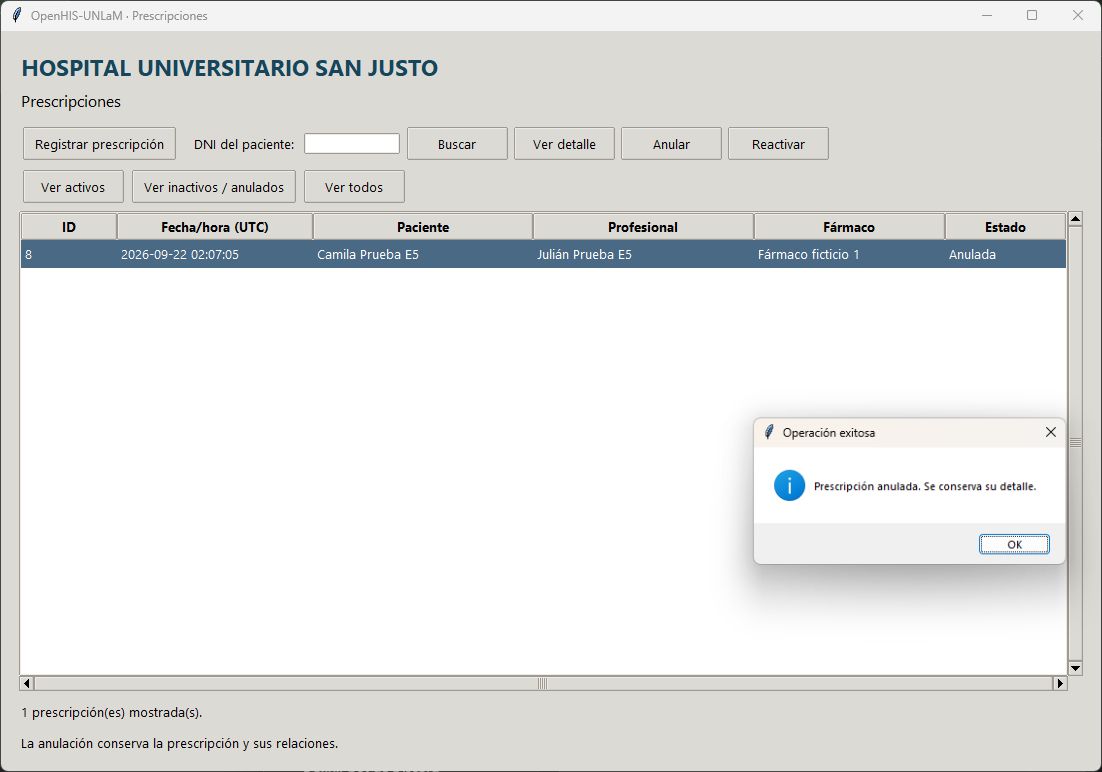 OpenHIS-UNLaM · Prescripciones
HOSPITAL UNIVERSITARIO SAN JUSTO
Prescripciones
Registrar prescripción DNI del paciente: Buscar Ver detalle Anular Reactivar
Ver activos Ver inactivos / anulados Ver todos
ID Fecha/hora (UTC) Paciente Profesional Fármaco Estado
8 2026-09-22 02:07:05 Camila Prueba E5 Julián Prueba E5 Fármaco ficticio 1 Anulada
Operación exitosa
Prescripción anulada. Se conserva su detalle.
OK
1 prescripción(es) mostrada(s).
La anulación conserva la prescripción y sus relaciones.